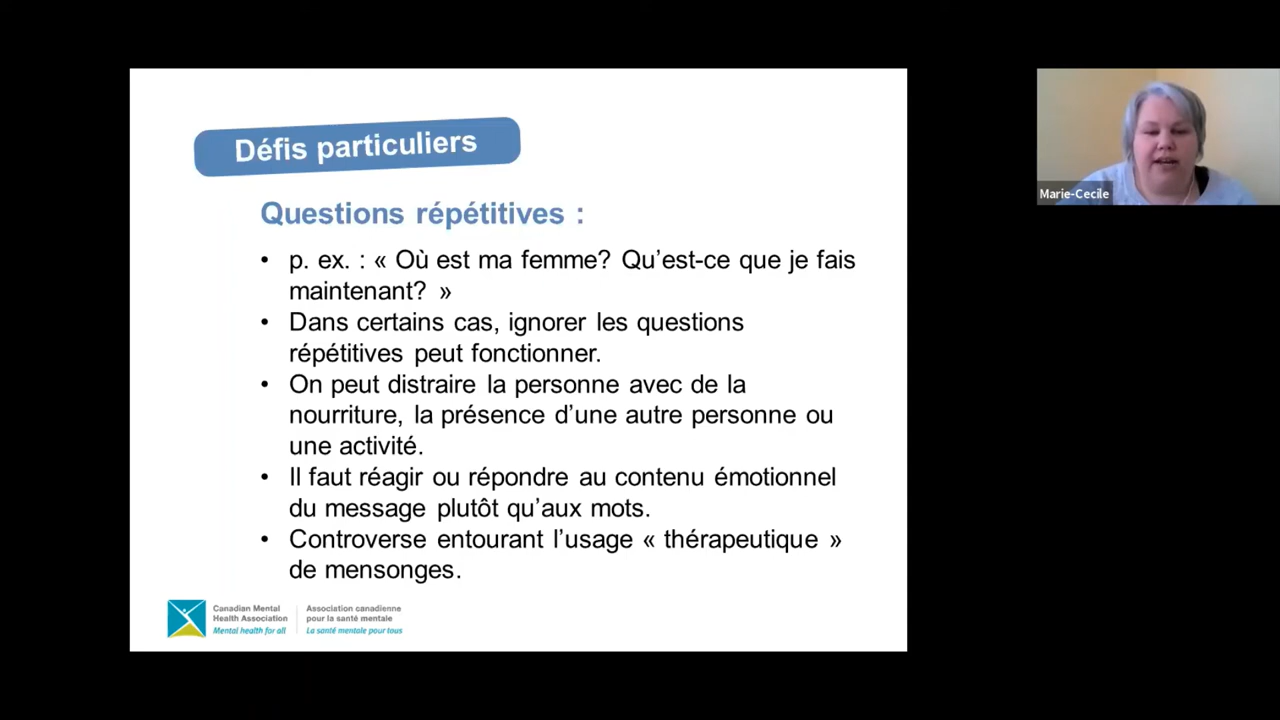 Défis particuliers
Questions répétitives :
• p. ex. : « Où est ma femme? Qu’est-ce que je fais
maintenant? »
• Dans certains cas, ignorer les questions
répétitives peut fonctionner.
• On peut distraire la personne avec de la
nourriture, la présence d’une autre personne ou
une activité.
• Il faut réagir ou répondre au contenu émotionnel
du message plutôt qu’aux mots.
• Controverse entourant l’usage « thérapeutique »
de mensonges.
Canadian Mental
Health Association
Mental health for all
Association canadienne
pour la santé mentale
La santé mentale pour tous
Marie-Cecile